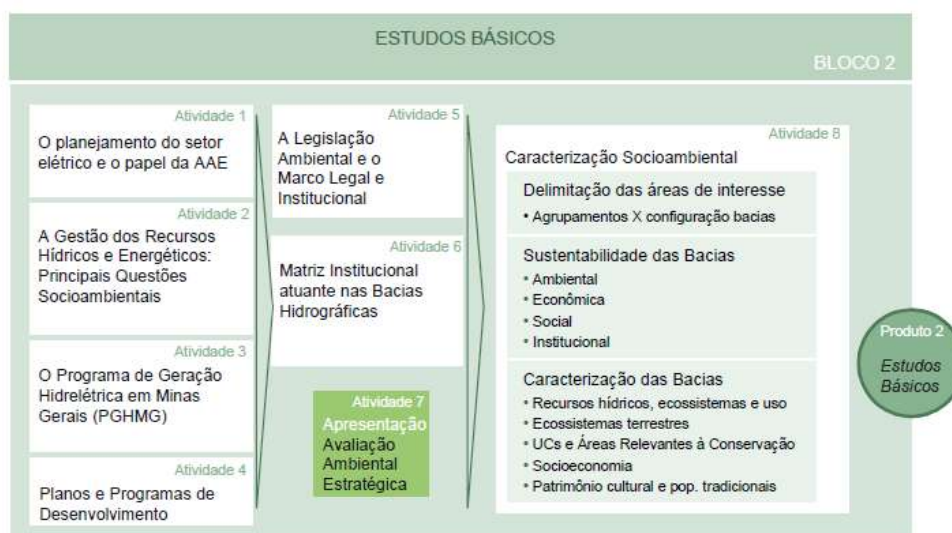 ESTUDOS BÁSICOS
BLOCO 2
Atividade 1
O planejamento do setor
elétrico e o papel da AAE
Atividade 2
A Gestão dos Recursos
Hídricos e Energéticos:
Principais Questões
Socioambientais
Atividade 3
O Programa de Geração
Hidrelétrica em Minas
Gerais (PGHMG)
Atividade 4
Planos e Programas de
Desenvolvimento
Atividade 5
A Legislação
Ambiental e o
Marco Legal e
Institucional
Atividade 6
Matriz Institucional
atuante nas Bacias
Hidrográficas
Atividade 7
Apresentação
Avaliação
Ambiental
Estratégica
Atividade 8
Caracterização Socioambiental
Delimitação das áreas de interesse
• Agrupamentos X configuração bacias
Sustentabilidade das Bacias
• Ambiental
• Econômica
• Social
• Institucional
Caracterização das Bacias
• Recursos hídricos, ecossistemas e uso
• Ecossistemas terrestres
• UCs e Áreas Relevantes à Conservação
• Socioeconomia
• Patrimônio cultural e pop. tradicionais
Produto 2
Estudos
Básicos